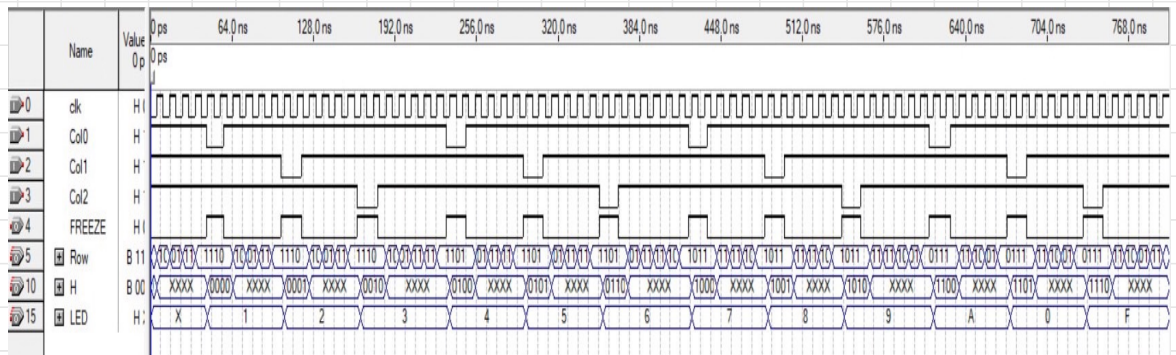 0 ps 64.0 ns 128.0 ns 192.0 ns 256.0 ns 320.0 ns 384.0 ns 448.0 ns 512.0 ns 576.0 ns 640.0 ns 704.0 ns 768.0 ns
Name Value 0 p 0 ps
0 clk H
1 Col0 H
2 Col1 H
3 Col2 H
4 FREEZE H
5 Row B 11 1110 1110 1110 1101 1101 1101 1011 1011 1011 0111 0111 0111
10 H B 00 XXXX 0000 XXXX 0001 XXXX 0010 XXXX 0100 XXXX 0101 XXXX 0110 XXXX 1000 XXXX 1001 XXXX 1010 XXXX 1100 XXXX 1101 XXXX 1110 XXXX
15 LED H X 1 2 3 4 5 6 7 8 9 A 0 F